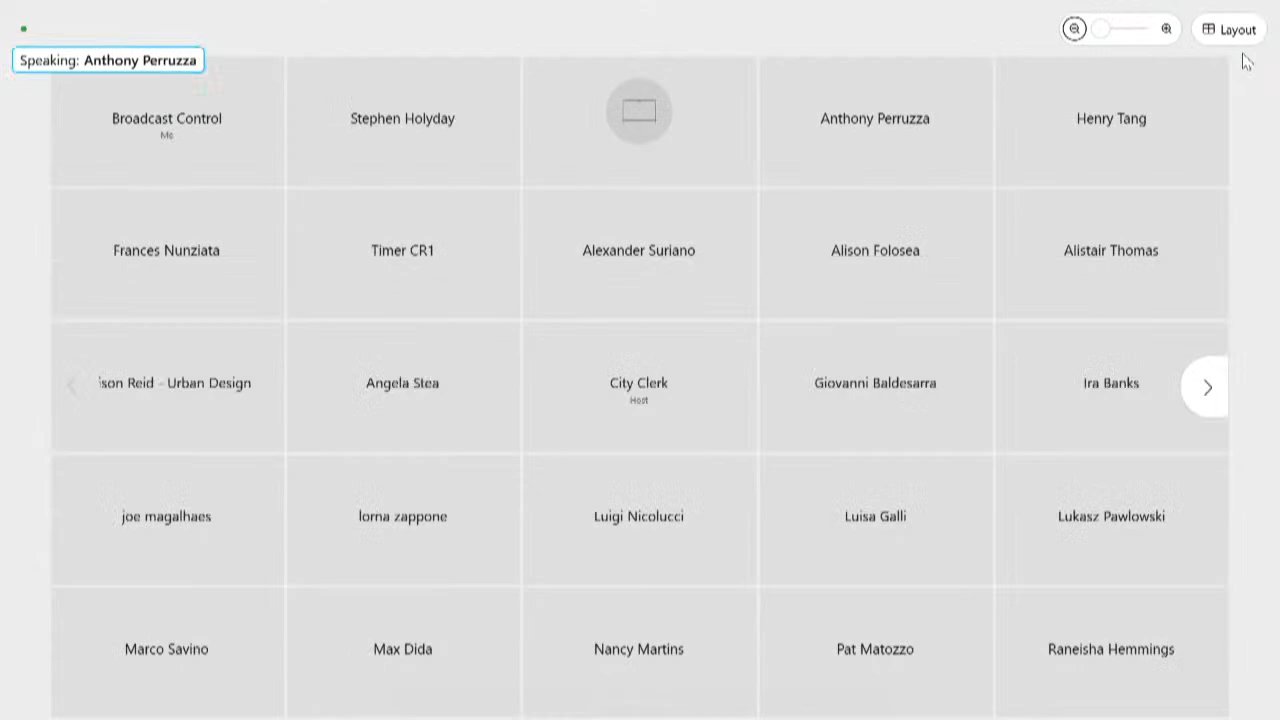 Layout
Speaking: Anthony Perruzza
Broadcast Control
Me
Stephen Holyday
Anthony Perruzza
Henry Tang
Frances Nunziata
Timer CR1
Alexander Suriano
Alison Folosea
Alistair Thomas
ison Reid - Urban Design
Angela Stea
City Clerk
Host
Giovanni Baldesarra
Ira Banks
joe magalhaes
lorna zappone
Luigi Nicolucci
Luisa Galli
Lukasz Pawlowski
Marco Savino
Max Dida
Nancy Martins
Pat Matozzo
Raneisha Hemmings